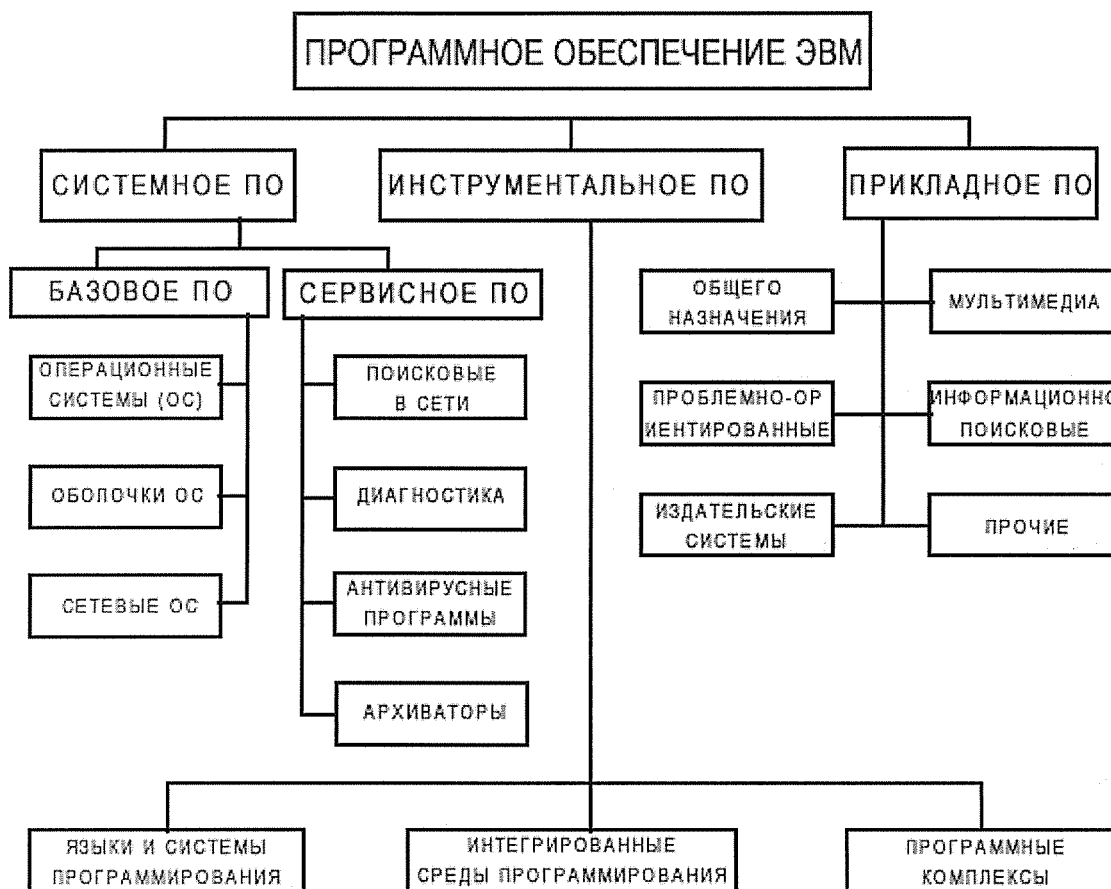 ПРОГРАММНОЕ ОБЕСПЕЧЕНИЕ ЭВМ
СИСТЕМНОЕ ПО
ИНСТРУМЕНТАЛЬНОЕ ПО
ПРИКЛАДНОЕ ПО
БАЗОВОЕ ПО
СЕРВИСНОЕ ПО
ОПЕРАЦИОННЫЕ
СИСТЕМЫ (ОС)
ОБОЛОЧКИ ОС
СЕТЕВЫЕ ОС
ПОИСКОВЫЕ
В СЕТИ
ДИАГНОСТИКА
АНТИВИРУСНЫЕ
ПРОГРАММЫ
АРХИВАТОРЫ
ОБЩЕГО
НАЗНАЧЕНИЯ
МУЛЬТИМЕДИА
ПРОБЛЕМНО-ОР
ИЕНТИРОВАННЫЕ
ИНФОРМАЦИОННО
ПОИСКОВЫЕ
ИЗДАТЕЛЬСКИЕ
СИСТЕМЫ
ПРОЧИЕ
ЯЗЫКИ И СИСТЕМЫ
ПРОГРАММИРОВАНИЯ
ИНТЕГРИРОВАННЫЕ
СРЕДЫ ПРОГРАММИРОВАНИЯ
ПРОГРАММНЫЕ
КОМПЛЕКСЫ